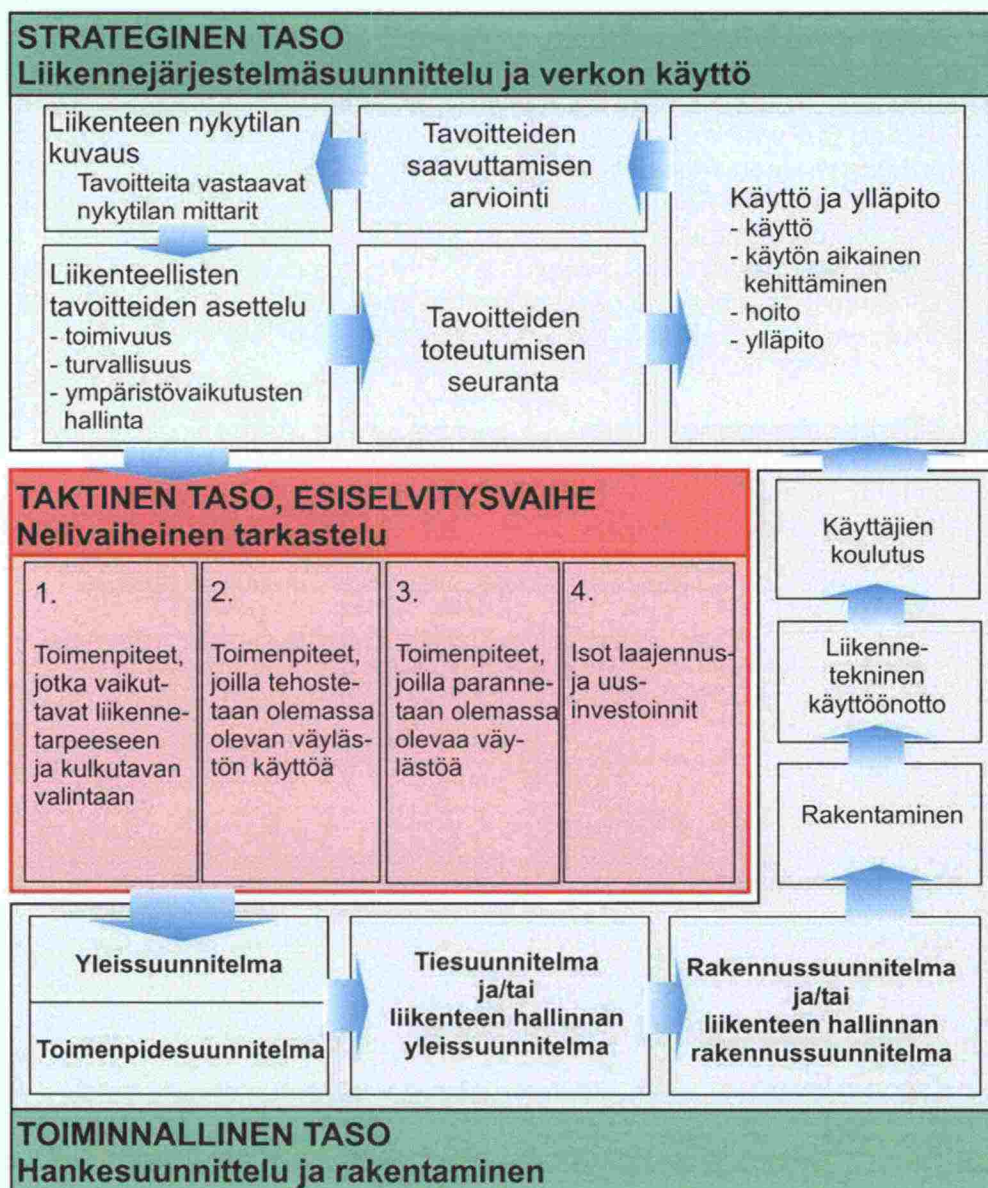 STRATEGINEN TASO
Liikennejärjestelmäsuunnittelu ja verkon käyttö
Liikenteen nykytilan
kuvaus
Tavoitteita vastaavat
nykytilan mittarit
Tavoitteiden
saavuttamisen
arviointi
Käyttö ja ylläpito
- käyttö
- käytön aikainen
kehittäminen
- hoito
- ylläpito
Liikenteellisten
tavoitteiden asettelu
- toimivuus
- turvallisuus
- ympäristövaikutusten
hallinta
Tavoitteiden
toteutumisen
seuranta
TAKTINEN TASO, ESISELVITYSVAIHE
Nelivaiheinen tarkastelu
1.
Toimenpiteet,
jotka vaikut-
tavat liikenne-
tarpeeseen
ja kulkutavan
valintaan
2.
Toimenpiteet,
joilla tehoste-
taan olemassa
olevan väyläs-
tön käyttöä
3.
Toimenpiteet,
joilla paranne-
taan olemassa
olevaa väy-
lästöä
4.
Isot laajennus-
ja uus-
investoinnit
Käyttäjien
koulutus
Liikenne-
tekninen
käyttöönotto
Rakentaminen
Yleissuunnitelma
Toimenpidesuunnitelma
Tiesuunnitelma
ja/tai
liikenteen hallinnan
yleissuunnitelma
Rakennussuunnitelma
ja/tai
liikenteen hallinnan
rakennussuunnitelma
TOIMINNALLINEN TASO
Hankesuunnittelu ja rakentaminen